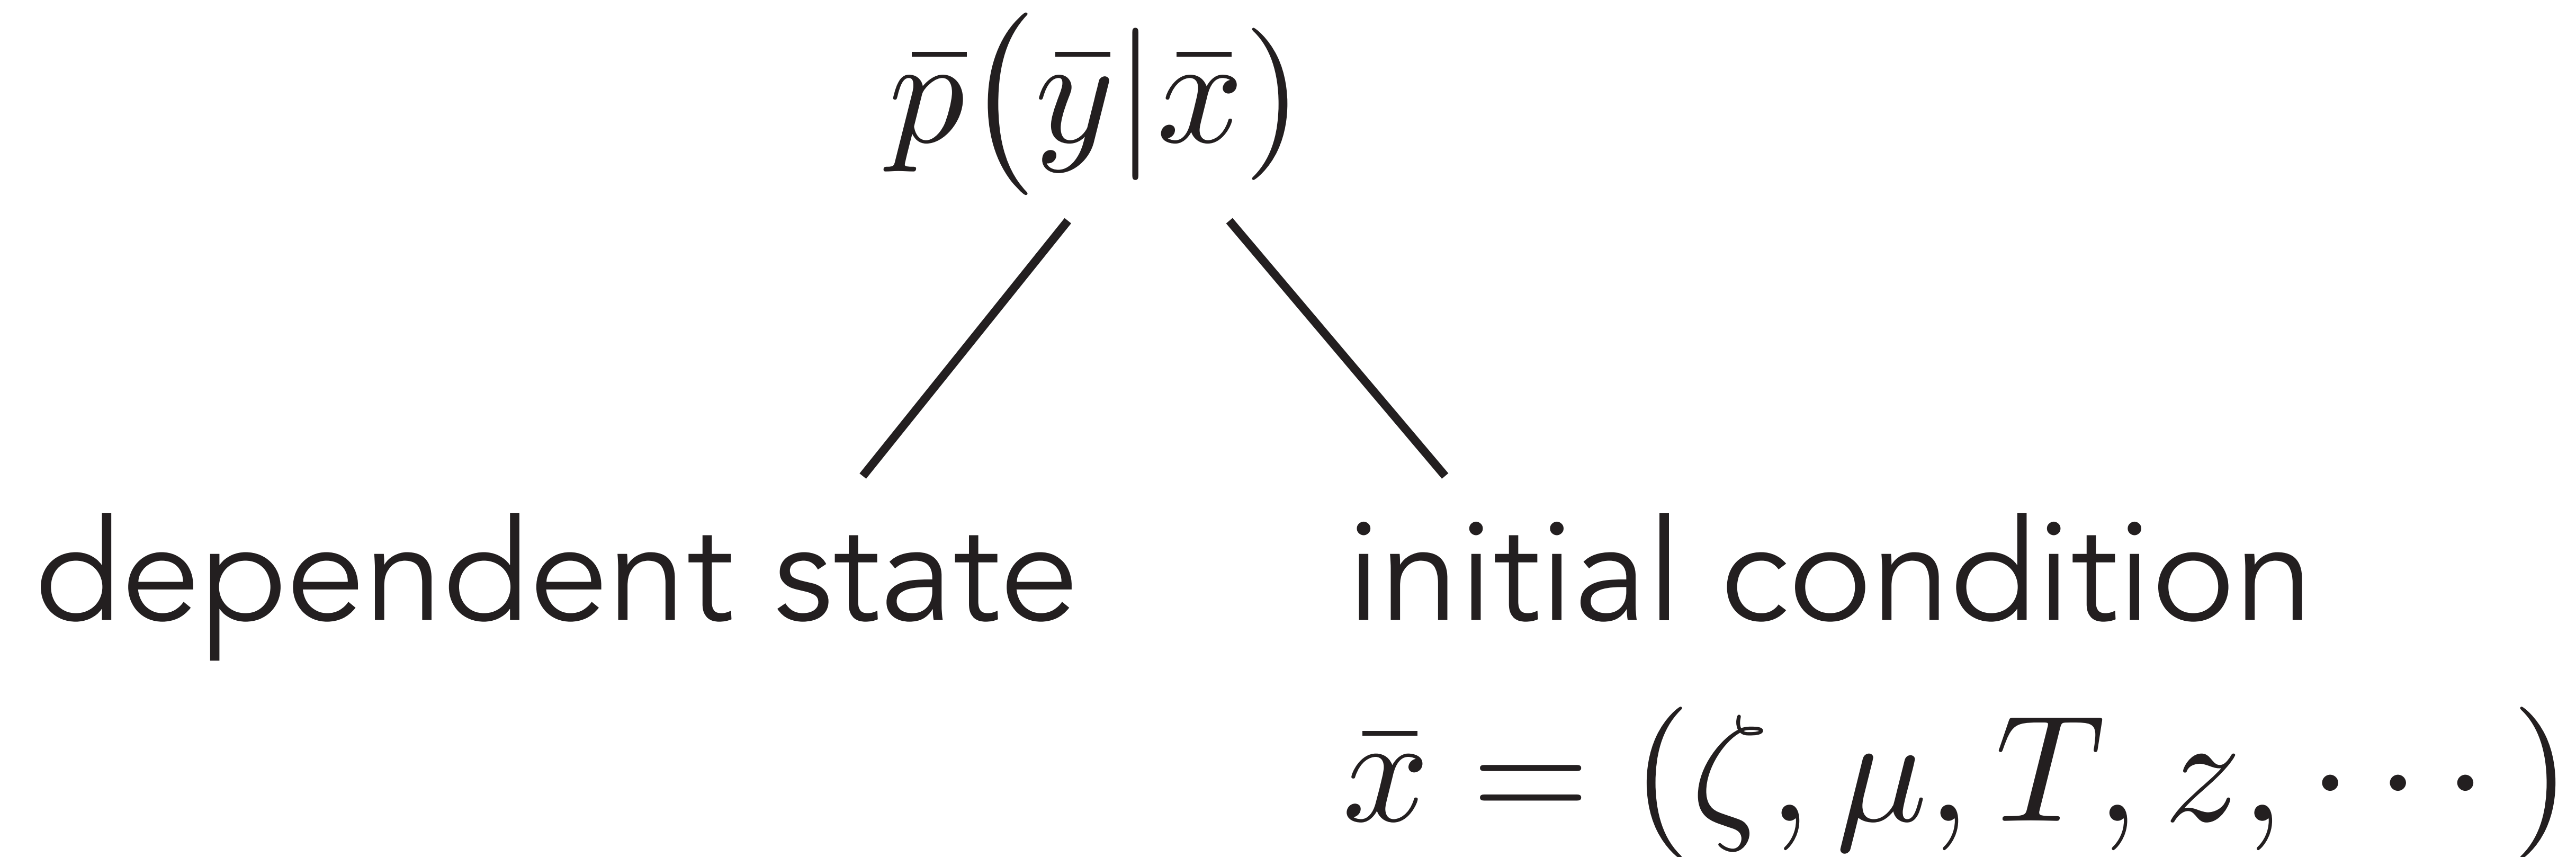 p̅(y̅|x̅)
dependent state
initial condition
x̅ = (ζ, μ, T, z, ⋯)